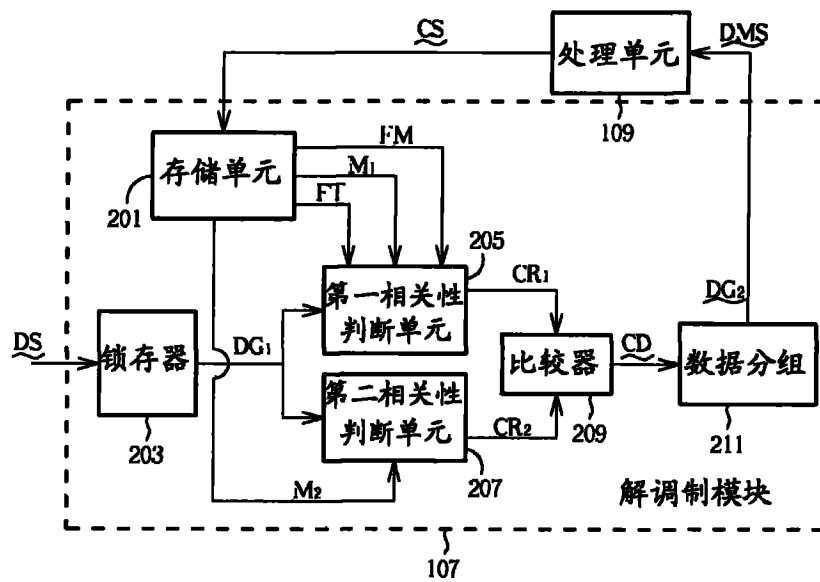 CS
处理单元
DMS
109
存储单元
201
FM
M1
FT
205
第一相关性
判断单元
CR1
DG2
DS
锁存器
203
DG1
比较器
209
CD
数据分组
211
第二相关性
判断单元
207
CR2
M2
解调制模块
107